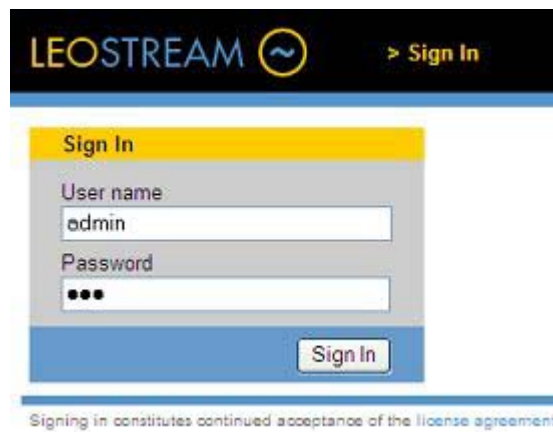 LEOSTREAM > Sign In
Sign In
User name
admin
Password
Sign In
Signing in constitutes continued acceptance of the license agreement